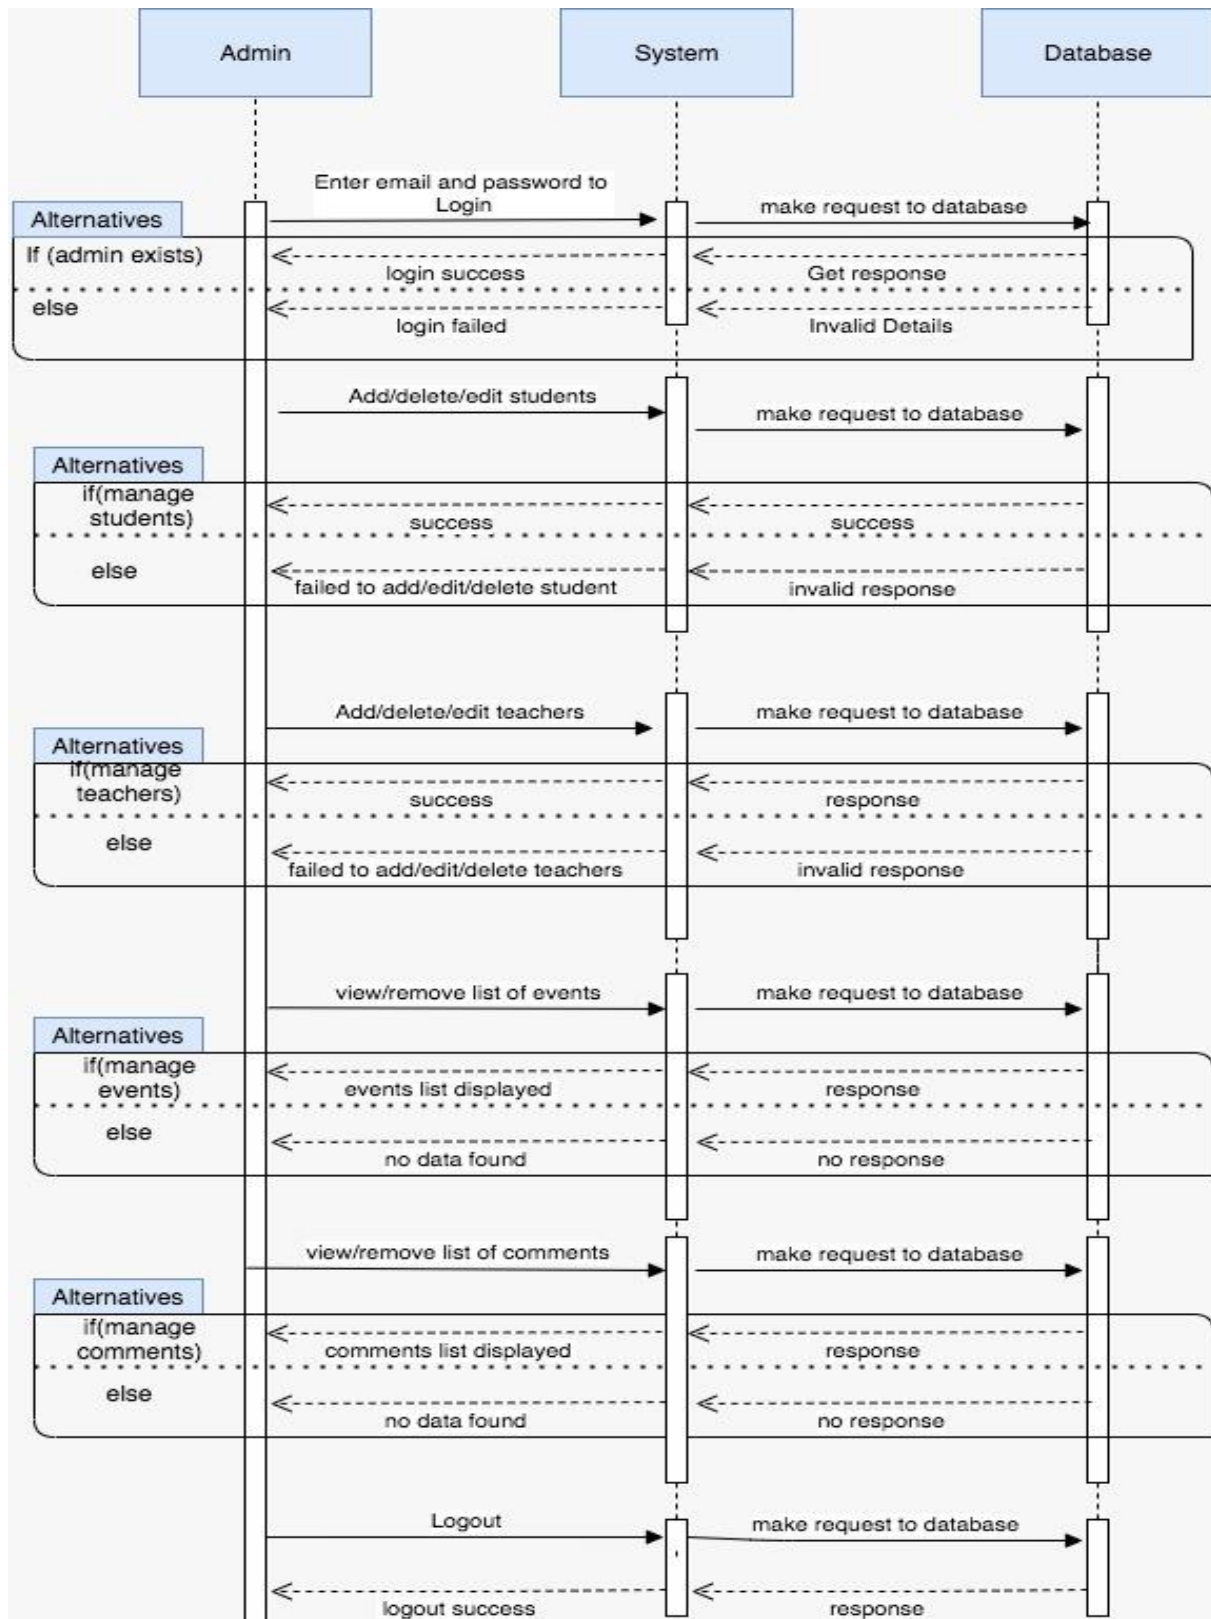 Admin
System
Database
Enter email and password to
Login
make request to database
Alternatives
If (admin exists)
login success
Get response
else
login failed
Invalid Details
Add/delete/edit students
make request to database
Alternatives
if(manage
students)
success
success
else
failed to add/edit/delete student
invalid response
Add/delete/edit teachers
make request to database
Alternatives
if(manage
teachers)
success
response
else
failed to add/edit/delete teachers
invalid response
view/remove list of events
make request to database
Alternatives
if(manage
events)
events list displayed
response
else
no data found
no response
view/remove list of comments
make request to database
Alternatives
if(manage
comments)
comments list displayed
response
else
no data found
no response
Logout
make request to database
logout success
response